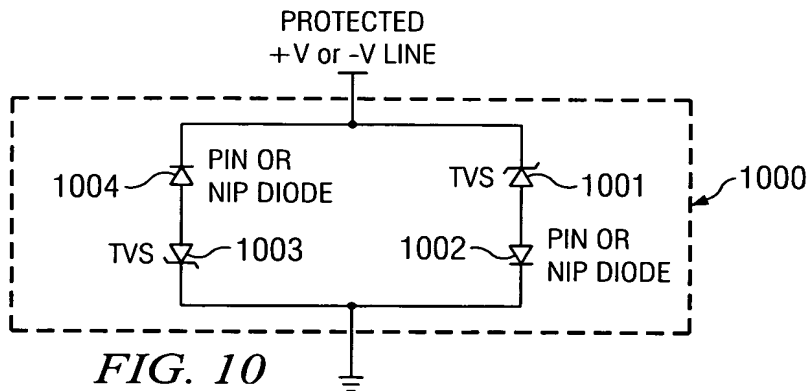 PROTECTED
+V or -V LINE
PIN OR
NIP DIODE
1004
TVS
1003
TVS
1001
1002
PIN OR
NIP DIODE
1000
FIG. 10